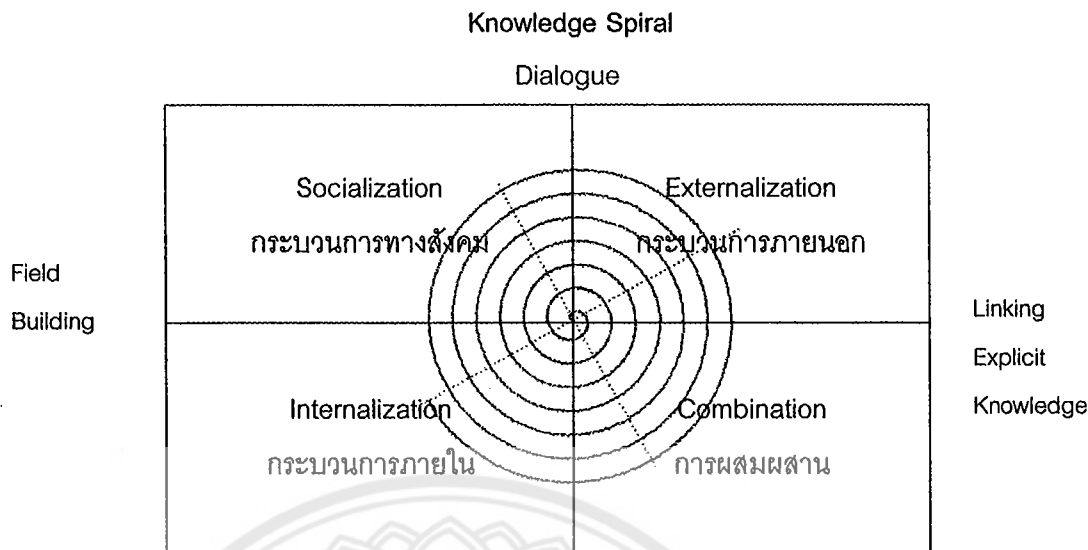 Knowledge Spiral
Dialogue
Socialization
Externalization
กระบวนการทางสังคม
กระบวนการภายนอก
Field
Building
Linking
Explicit
Knowledge
Internalization
Combination
กระบวนการภายใน
การผสมผสาน